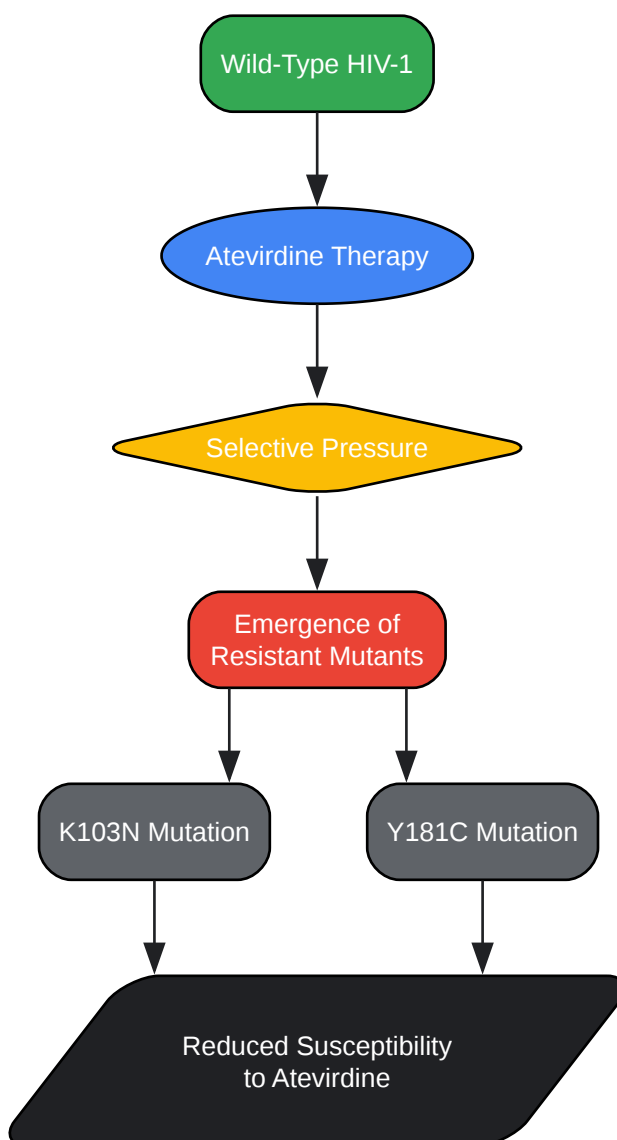 Wild-Type HIV-1
Atevirdine Therapy
Selective Pressure
Emergence of
Resistant Mutants
K103N Mutation
Y181C Mutation
Reduced Susceptibility
to Atevirdine